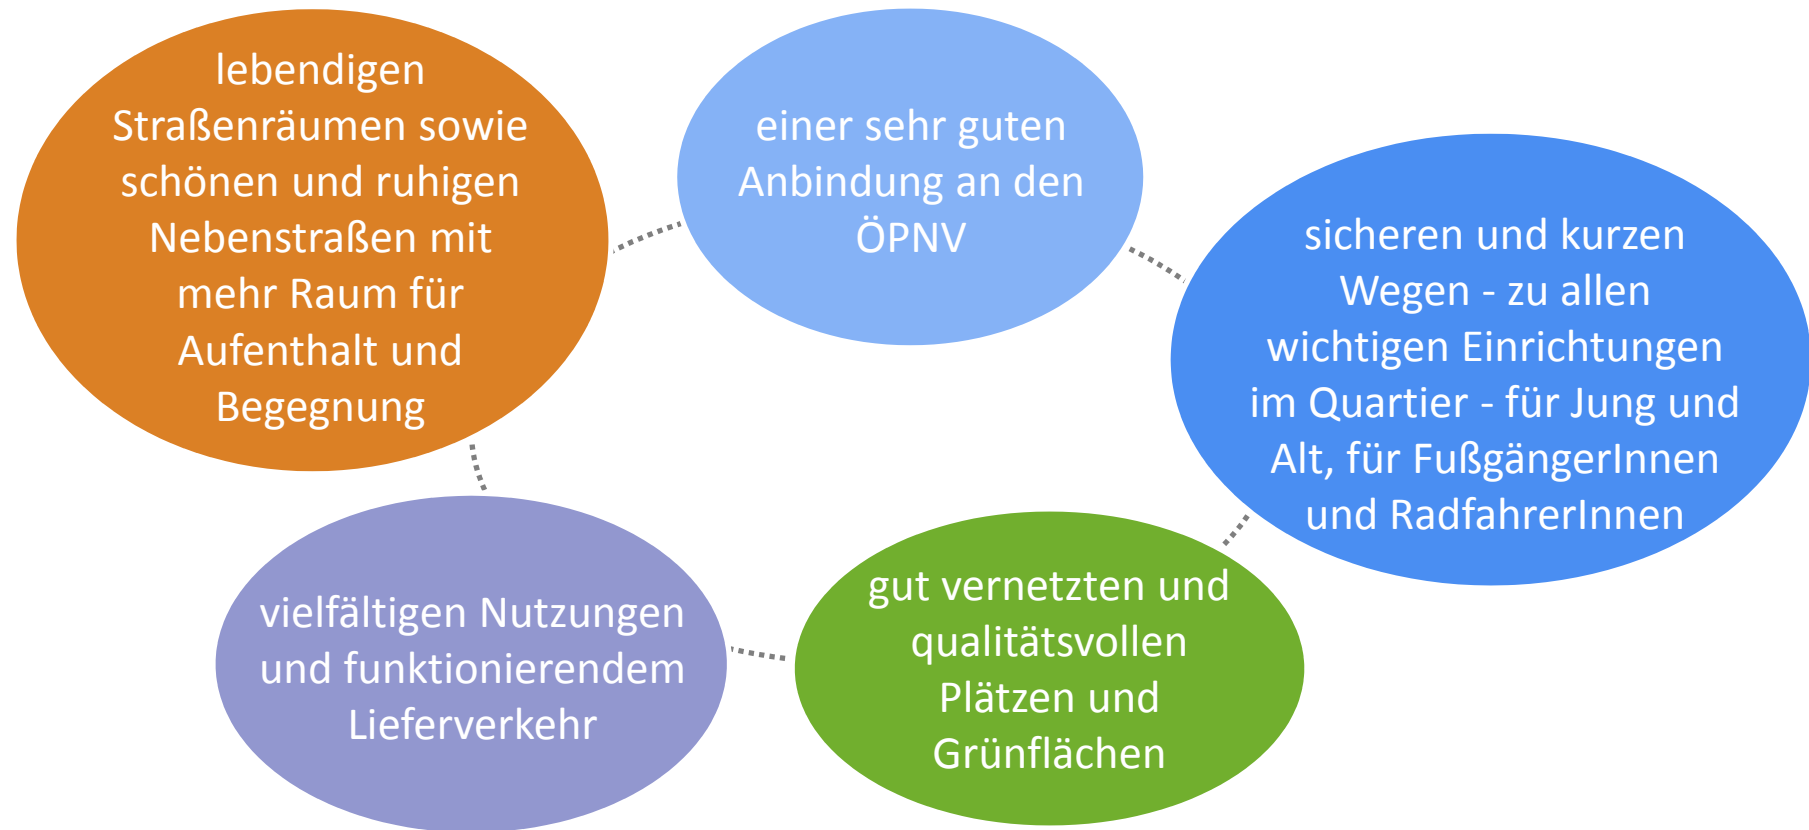 lebendigen
Straßenräumen sowie
schönen und ruhigen
Nebenstraßen mit
mehr Raum für
Aufenthalt und
Begegnung
einer sehr guten
Anbindung an den
ÖPNV
sicheren und kurzen
Wegen - zu allen
wichtigen Einrichtungen
im Quartier - für Jung und
Alt, für FußgängerInnen
und RadfahrerInnen
vielfältigen Nutzungen
und funktionierendem
Lieferverkehr
gut vernetzten und
qualitätsvollen
Plätzen und
Grünflächen